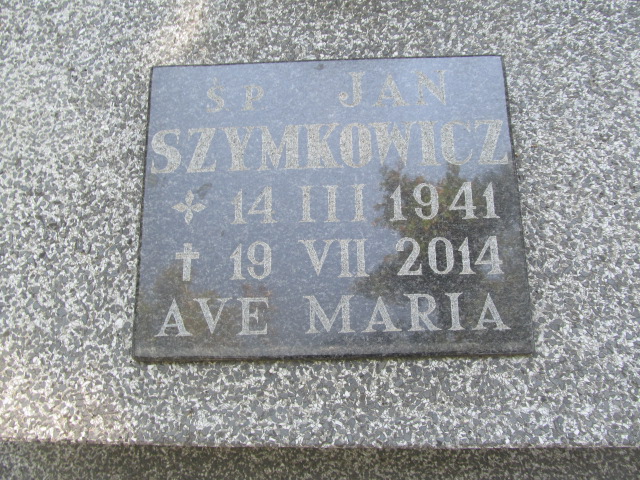 ŚP JAN
SZYMKOWICZ
14 III 1941
† 19 VII 2014
AVE MARIA